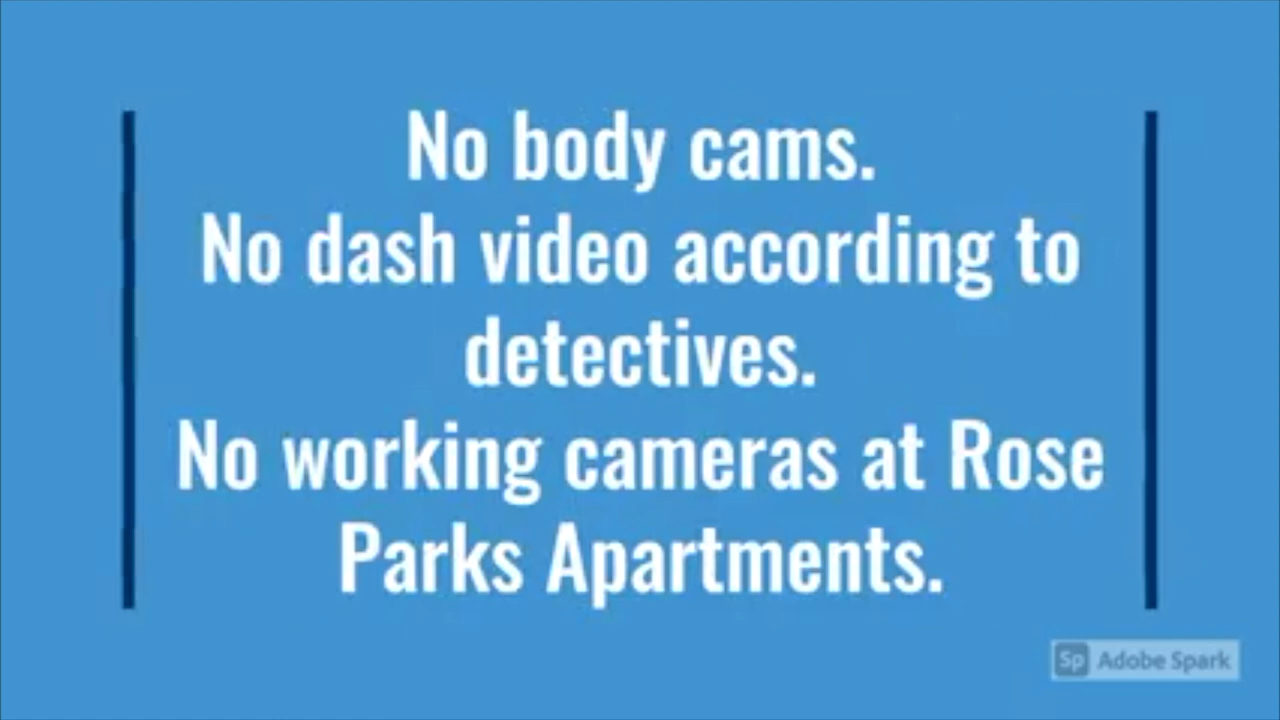 No body cams.
No dash video according to
detectives.
No working cameras at Rose
Parks Apartments.
Sp Adobe Spark